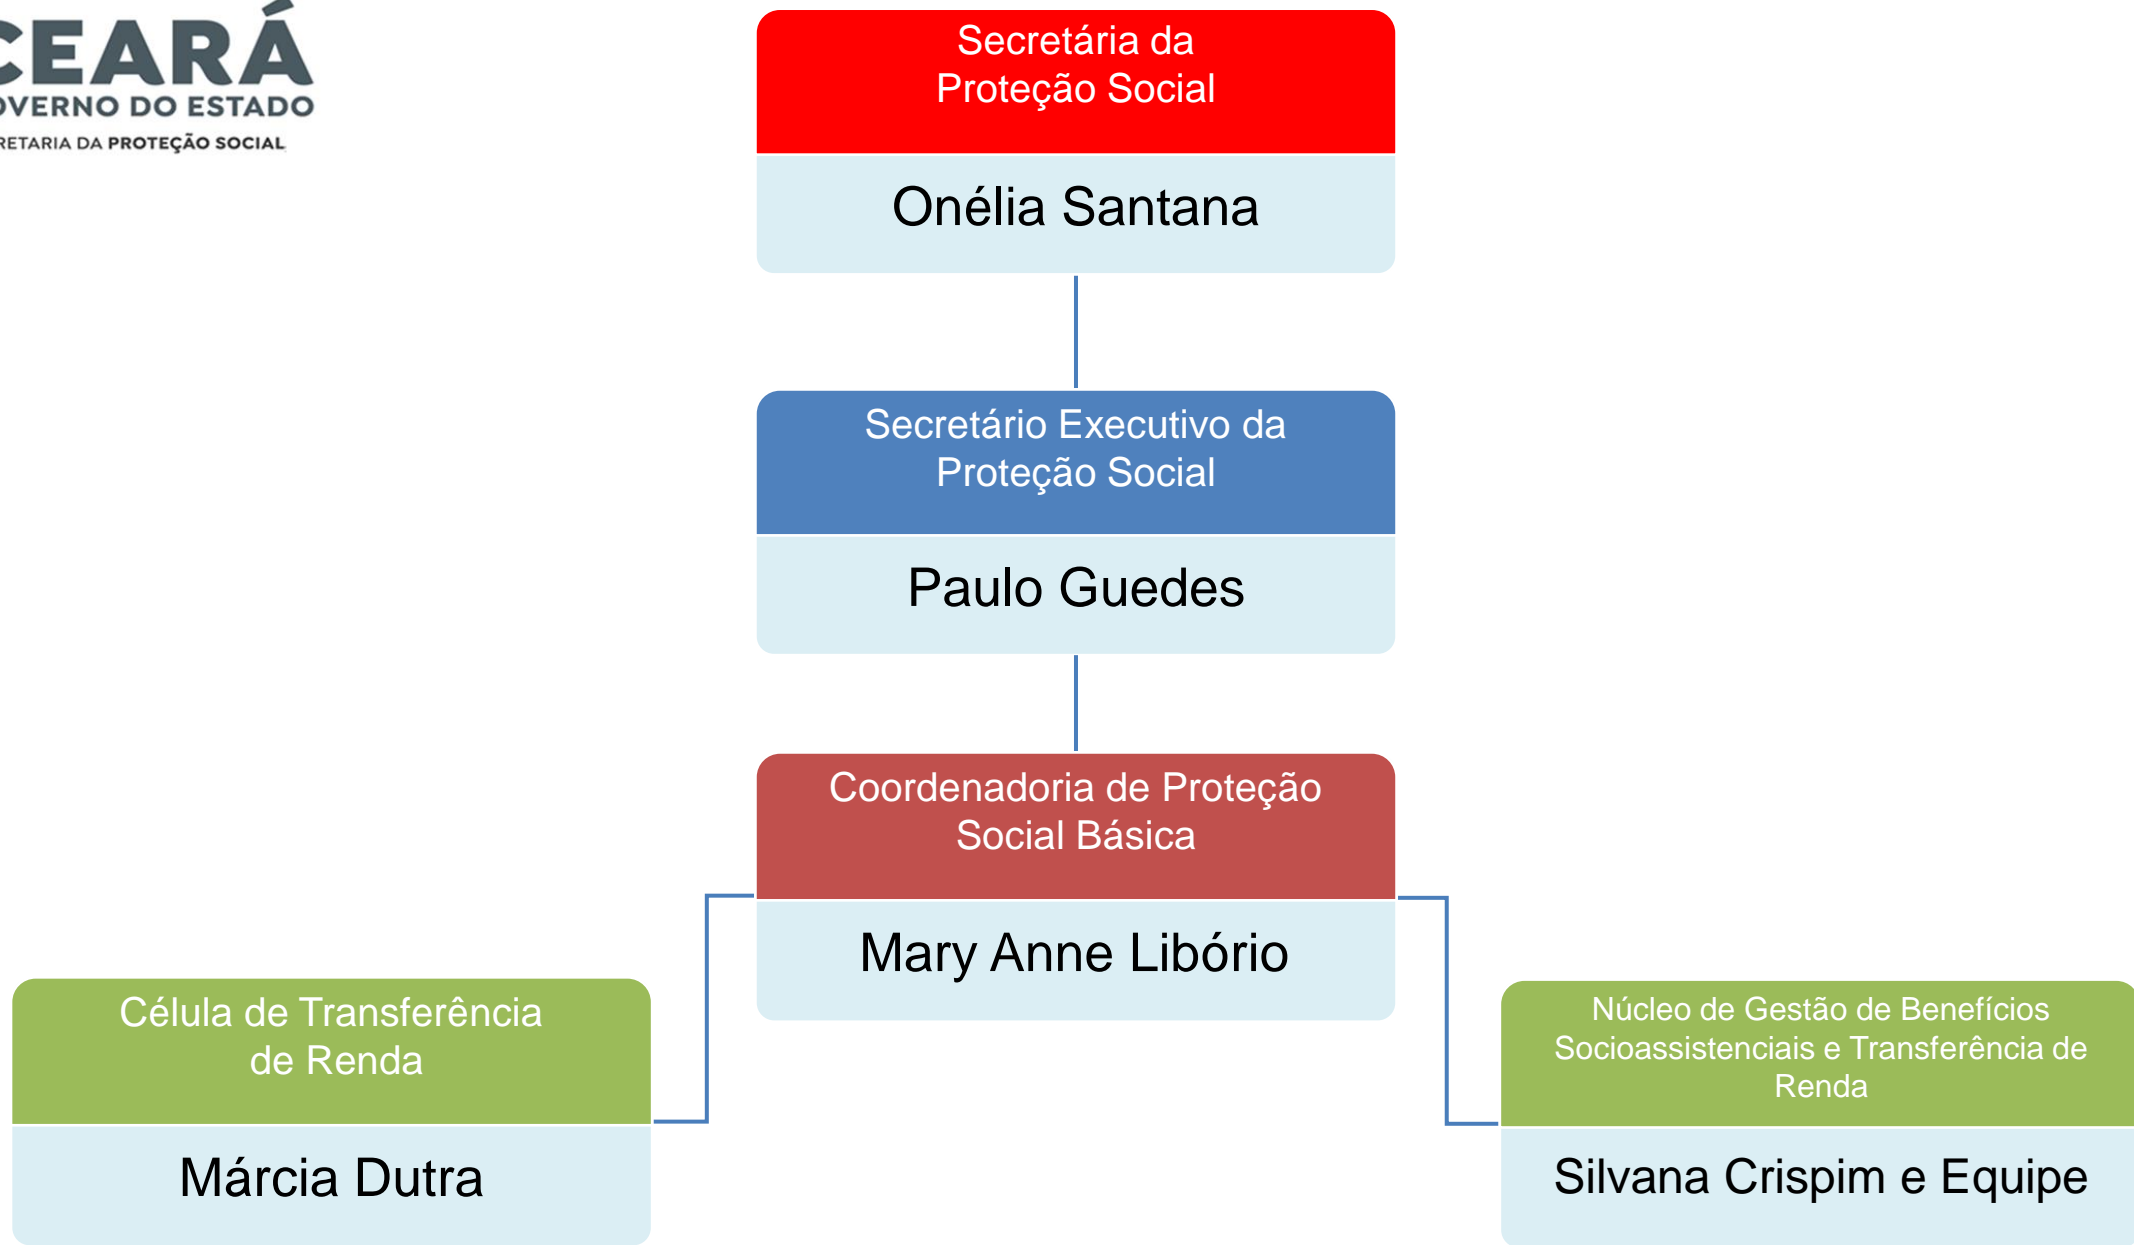 CEARÁ
GOVERNO DO ESTADO
SECRETARIA DA PROTEÇÃO SOCIAL
Secretária da
Proteção Social
Onélia Santana
Secretário Executivo da
Proteção Social
Paulo Guedes
Coordenadoria de Proteção
Social Básica
Mary Anne Libório
Célula de Transferência
de Renda
Márcia Dutra
Núcleo de Gestão de Benefícios
Socioassistenciais e Transferência de
Renda
Silvana Crispim e Equipe